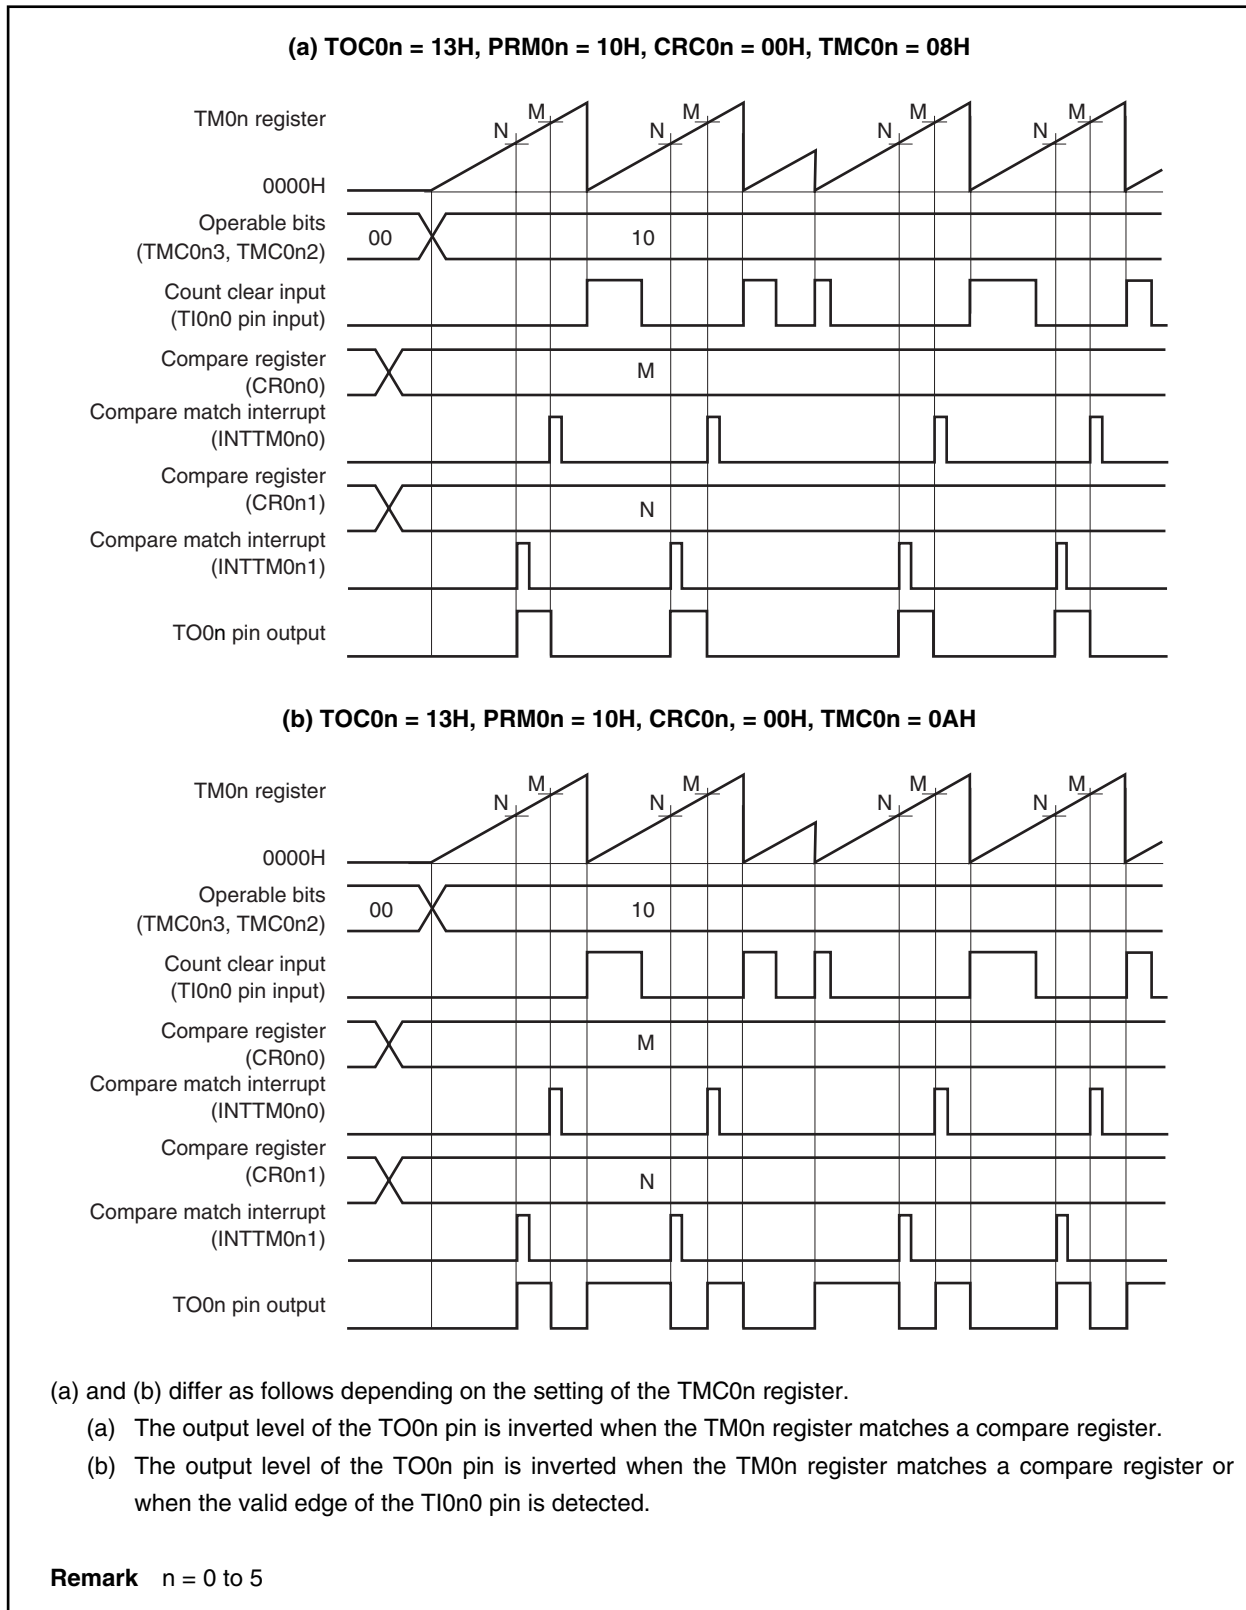 (a) TOC0n = 13H, PRM0n = 10H, CRC0n = 00H, TMC0n = 08H
TM0n register
N
M
N
M
N
M
N
M
0000H
Operable bits
(TMC0n3, TMC0n2)
00
10
Count clear input
(TI0n0 pin input)
Compare register
(CR0n0)
M
Compare match interrupt
(INTTM0n0)
Compare register
(CR0n1)
N
Compare match interrupt
(INTTM0n1)
TO0n pin output
(b) TOC0n = 13H, PRM0n = 10H, CRC0n, = 00H, TMC0n = 0AH
TM0n register
N
M
N
M
N
M
N
M
0000H
Operable bits
(TMC0n3, TMC0n2)
00
10
Count clear input
(TI0n0 pin input)
Compare register
(CR0n0)
M
Compare match interrupt
(INTTM0n0)
Compare register
(CR0n1)
N
Compare match interrupt
(INTTM0n1)
TO0n pin output
(a) and (b) differ as follows depending on the setting of the TMC0n register.
(a) The output level of the TO0n pin is inverted when the TM0n register matches a compare register.
(b) The output level of the TO0n pin is inverted when the TM0n register matches a compare register or
when the valid edge of the TI0n0 pin is detected.
Remark n = 0 to 5